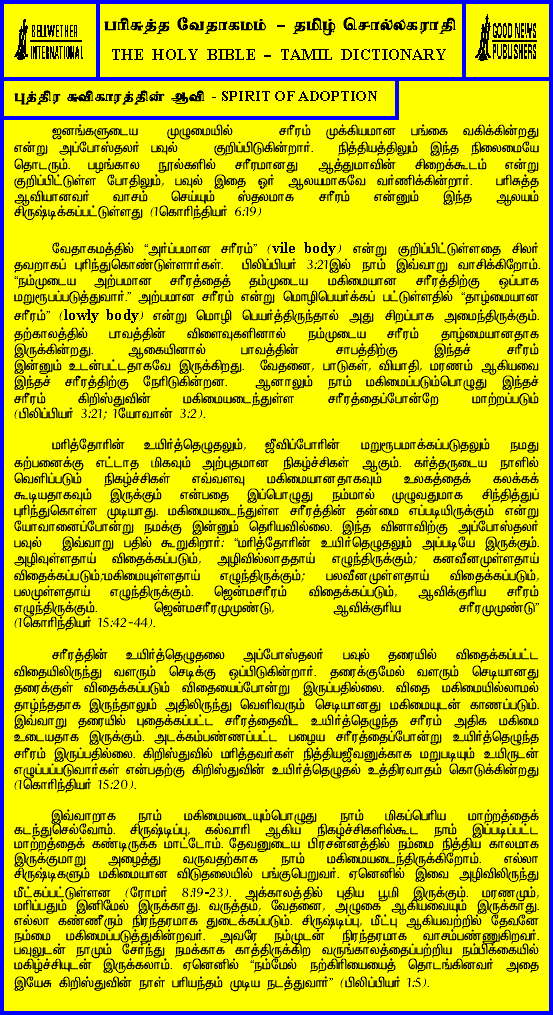 BELLWETHER
INTERNATIONAL
பரிசுத்த வேதாகமம் – தமிழ் சொல்லகராதி
THE HOLY BIBLE – TAMIL DICTIONARY
GOOD NEWS
PUBLISHERS
புத்திர சுவிகாரத்தின் ஆவி - SPIRIT OF ADOPTION
ஜனங்களுடைய முழுமையில் சரீரம் முக்கியமான பங்கை வகிக்கின்றது
என்று அப்போஸ்தலர் பவுல் குறிப்பிடுகின்றார். நித்தியத்திலும் இந்த நிலைமையே
தொடரும். பழங்கால நூல்களில் சரீரமானது ஆத்துமாவின் சிறைக்கூடம் என்று
குறிப்பிட்டுள்ள போதிலும், பவுல் இதை ஓர் ஆலயமாகவே வர்ணிக்கின்றார். பரிசுத்த
ஆவியானவர் வாசம் செய்யும் ஸ்தலமாக சரீரம் என்னும் இந்த ஆலயம்
சிருஷ்டிக்கப்பட்டுள்ளது (1கொரிந்தியர் 6:19)
வேதாகமத்தில் “அர்ப்பமான சரீரம்” (vile body) என்று குறிப்பிட்டுள்ளதை சிலர்
தவறாகப் புரிந்துகொண்டுள்ளார்கள். பிலிப்பியர் 3:21இல் நாம் இவ்வாறு வாசிக்கிறோம்.
“நம்முடைய அற்பமான சரீரத்தைத் தம்முடைய மகிமையான சரீரத்திற்கு ஒப்பாக
மறுரூபப்படுத்துவார்.” அற்பமான சரீரம் என்று மொழிபெயர்க்கப் பட்டுள்ளதில் “தாழ்மையான
சரீரம்” (lowly body) என்று மொழி பெயர்த்திருந்தால் அது சிறப்பாக அமைந்திருக்கும்.
தற்காலத்தில் பாவத்தின் விளைவுகளினால் நம்முடைய சரீரம் தாழ்மையானதாக
இருக்கின்றது. ஆகையினால் பாவத்தின் சாபத்திற்கு இந்தச் சரீரம்
இன்னும் உடன்பட்டதாகவே இருக்கிறது. வேதனை, பாடுகள், வியாதி, மரணம் ஆகியவை
இந்தச் சரீரத்திற்கு நேரிடுகின்றன. ஆனாலும் நாம் மகிமைப்படும்பொழுது இந்தச்
சரீரம் கிறிஸ்துவின் மகிமையடைந்துள்ள சரீரத்தைப்போன்றே மாற்றப்படும்
(பிலிப்பியர் 3:21; 1யோவான் 3:2).
மரித்தோரின் உயிர்த்தெழுதலும், ஜீவிப்போரின் மறுரூபமாக்கப்படுதலும் நமது
கற்பனைக்கு எட்டாத மிகவும் அற்புதமான நிகழ்ச்சிகள் ஆகும். கர்த்தருடைய நாளில்
வெளிப்படும் நிகழ்ச்சிகள் எவ்வளவு மகிமையானதாகவும் உலகத்தைக் கலக்கக்
கூடியதாகவும் இருக்கும் என்பதை இப்பொழுது நம்மால் முழுவதுமாக சிந்தித்துப்
புரிந்துகொள்ள முடியாது. மகிமையடைந்துள்ள சரீரத்தின் தன்மை எப்படியிருக்கும் என்று
யோவானைப்போன்று நமக்கு இன்னும் தெரியவில்லை. இந்த வினாவிற்கு அப்போஸ்தலர்
பவுல் இவ்வாறு பதில் கூறுகிறார்: “மரித்தோரின் உயிர்த்தெழுதலும் அப்படியே இருக்கும்.
அழிவுள்ளதாய் விதைக்கப்படும், அழிவில்லாததாய் எழுந்திருக்கும்; கனவீனமுள்ளதாய்
விதைக்கப்படும்;மகிமையுள்ளதாய் எழுந்திருக்கும்; பலவீனமுள்ளதாய் விதைக்கப்படும்,
பலமுள்ளதாய் எழுந்திருக்கும். ஜென்மசரீரம் விதைக்கப்படும், ஆவிக்குரிய சரீரம்
எழுந்திருக்கும். ஜென்மசரீரமுமுண்டு, ஆவிக்குரிய சரீரமுமுண்டு”
(1கொரிந்தியர் 15:42-44).
சரீரத்தின் உயிர்த்தெழுதலை அப்போஸ்தலர் பவுல் தரையில் விதைக்கப்பட்ட
விதையிலிருந்து வளரும் செடிக்கு ஒப்பிடுகின்றார். தரைக்குமேல் வளரும் செடியானது
தரைக்குள் விதைக்கப்படும் விதையைப்போன்று இருப்பதில்லை. விதை மகிமையில்லாமல்
தாழ்ந்ததாக இருந்தாலும் அதிலிருந்து வெளிவரும் செடியானது மகிமையுடன் காணப்படும்.
இவ்வாறு தரையில் புதைக்கப்பட்ட சரீரத்தைவிட உயிர்த்தெழுந்த சரீரம் அதிக மகிமை
உடையதாக இருக்கும். அடக்கம்பண்ணப்பட்ட பழைய சரீரத்தைப்போன்று உயிர்த்தெழுந்த
சரீரம் இருப்பதில்லை. கிறிஸ்துவில் மரித்தவர்கள் நித்தியஜீவனுக்காக மறுபடியும் உயிருடன்
எழுப்பப்படுவார்கள் என்பதற்கு கிறிஸ்துவின் உயிர்த்தெழுதல் உத்திரவாதம் கொடுக்கின்றது
(1கொரிந்தியர் 15:20).
இவ்வாறாக நாம் மகிமையடையும்பொழுது நாம் மிகப்பெரிய மாற்றத்தைக்
கடந்துசெல்வோம். சிருஷ்டிப்பு, கல்வாரி ஆகிய நிகழ்ச்சிகளில்கூட நாம் இப்படிப்பட்ட
மாற்றத்தைக் கண்டிருக்க மாட்டோம். தேவனுடைய பிரசன்னத்தில் நம்மை நித்திய காலமாக
இருக்குமாறு அழைத்து வருவதற்காக நாம் மகிமையடைந்திருக்கிறோம். எல்லா
சிருஷ்டிகளும் மகிமையான விடுதலையில் பங்குபெறுவர். ஏனெனில் இவை அழிவிலிருந்து
மீட்கப்பட்டுள்ளன (ரோமர் 8:19-23). அக்காலத்தில் புதிய பூமி இருக்கும். மரணமும்,
மரிப்பதும் இனிமேல் இருக்காது. வருத்தம், வேதனை, அழுகை ஆகியவையும் இருக்காது.
எல்லா கண்ணீரும் நிரந்தரமாக துடைக்கப்படும். சிருஷ்டிப்பு, மீட்பு ஆகியவற்றில் தேவனே
நம்மை மகிமைப்படுத்துகின்றவர். அவரே நம்முடன் நிரந்தரமாக வாசம்பண்ணுகிறவர்.
பவுலுடன் நாமும் சேர்ந்து நமக்காக காத்திருக்கிற வருங்காலத்தைப்பற்றிய நம்பிக்கையில்
மகிழ்ச்சியுடன் இருக்கலாம். ஏனெனில் “நம்மேல் நற்கிரியையைத் தொடங்கினவர் அதை
இயேசு கிறிஸ்துவின் நாள் பரியந்தம் முடிய நடத்துவார்” (பிலிப்பியர் 1:5).